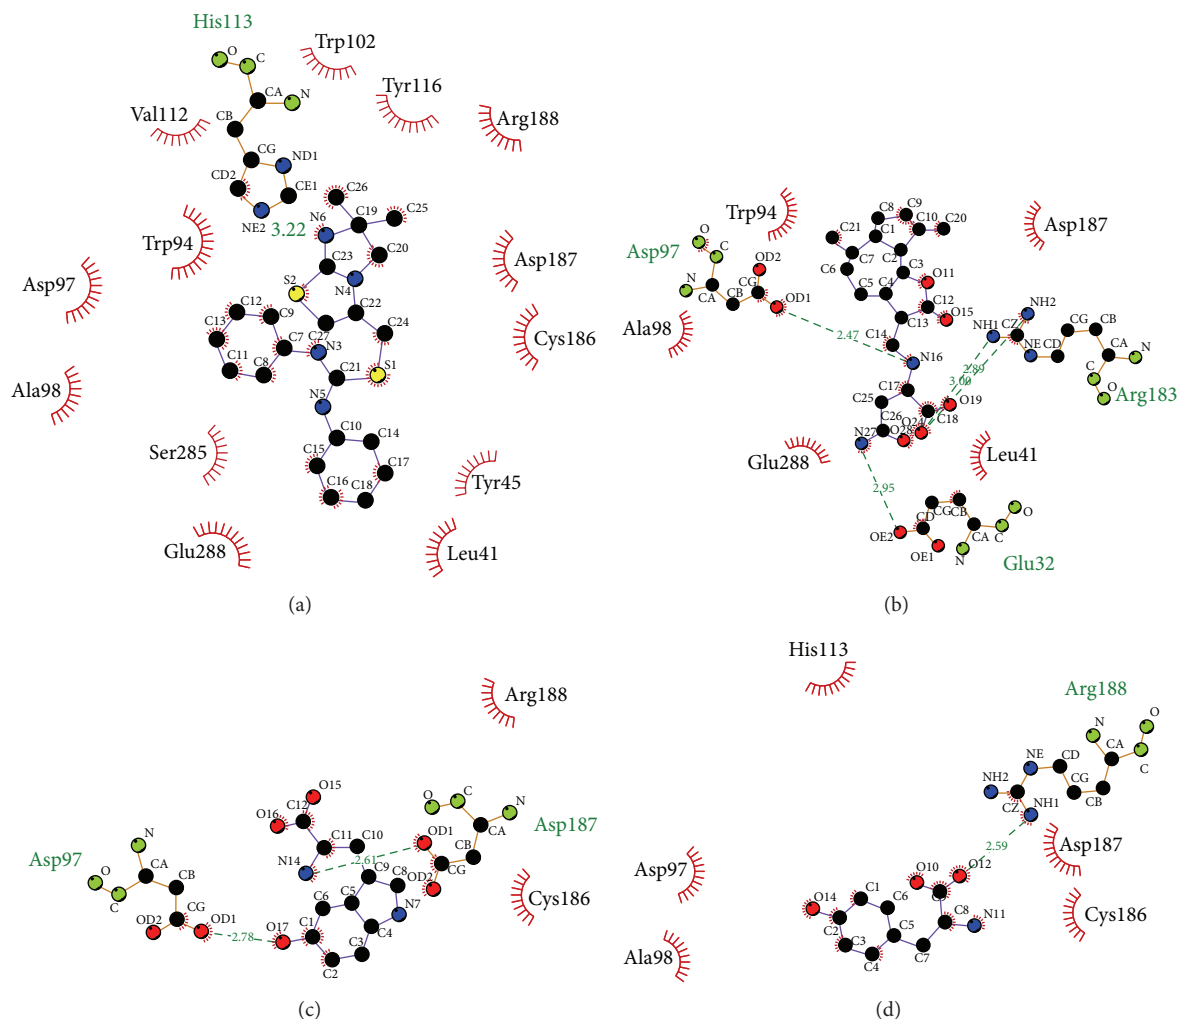 His113
O
C
Trp102
CA
N
Tyr116
Val112
CB
Arg188
CG
ND1
CD2
CE1
NE2
3.22
C26
N6
C19
C25
Trp94
C23
C20
Asp187
Asp97
S2
N4
C12
C22
C9
C24
Cys186
C13
C27
C7
N3
C11
C8
C21
S1
Ala98
N5
C10
C14
C15
Ser285
C17
C16
C18
Tyr45
Glu288
Leu41
(a)
C9
C8
C10
C20
Trp94
C21
C1
Asp187
O
C7
C2
Asp97
C
OD2
C6
C3
CG
O11
N
C5
CA
C4
CB
OD1
C12
NH2
C13
O15
NH1
CZ
CG
CB
Ala98
C14
2.47
NE
CD
CA
N16
2.89
N
3.00
C
C17
O
C25
O19
Arg183
C18
C26
O24
N27
O28
Glu288
Leu41
2.95
CG
CB
O
CD
CA
C
OE2
OE1
N
Glu32
(b)
Arg188
O15
C12
O
C
O16
N
C11
C10
OD1
CA
Asp187
N
CB
Asp97
N14
2.61
CG
O
CA
C9
C8
OD2
CB
C5
C
C6
Cys186
CG
N7
OD2
OD1
O17
C1
C4
2.78
C3
C2
(c)
His113
Arg188
O
N
CA
CD
C
NE
CG
NH2
CB
CZ
NH1
2.59
Asp187
Asp97
O10
O12
C1
O14
C6
C
C8
N11
Cys186
C2
C5
C3
Ala98
C7
C4
(d)